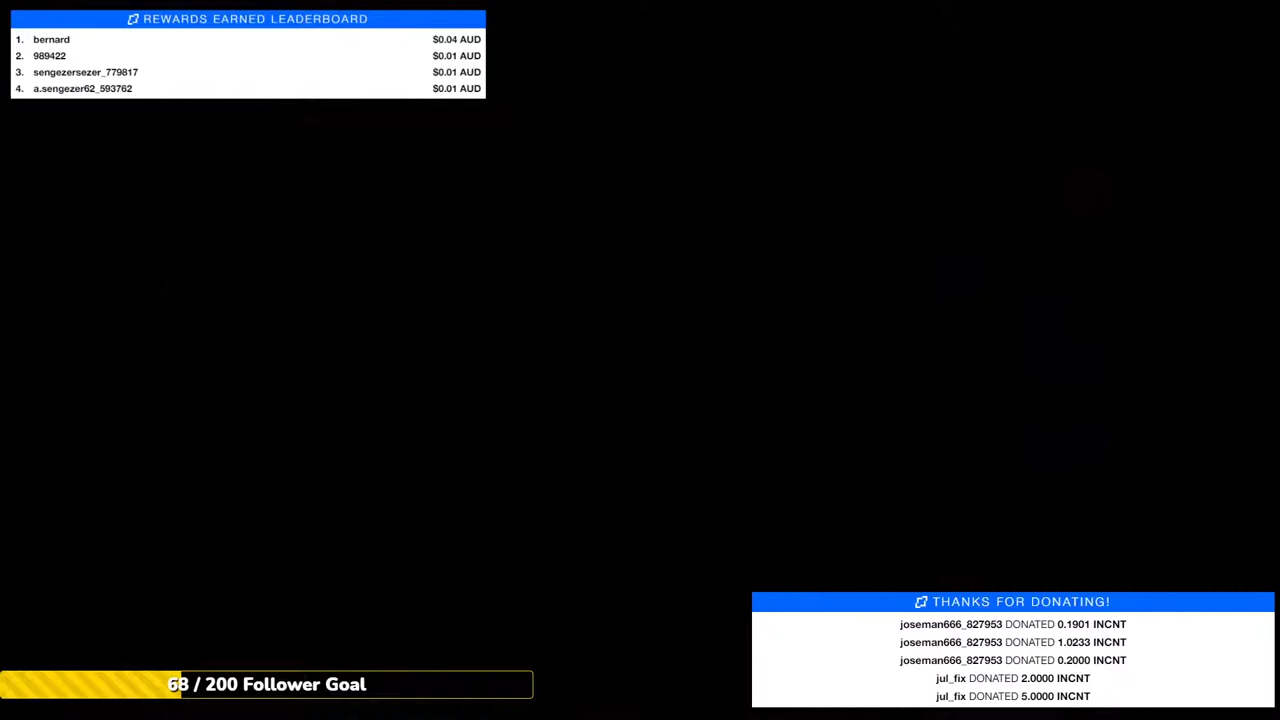 REWARDS EARNED LEADERBOARD
1. bernard $0.04 AUD
2. 989422 $0.01 AUD
3. sengezersezer_779817 $0.01 AUD
4. a.sengezer62_593762 $0.01 AUD
THANKS FOR DONATING!
joseman666_827953 DONATED 0.1901 INCNT
joseman666_827953 DONATED 1.0233 INCNT
joseman666_827953 DONATED 0.2000 INCNT
jul_fix DONATED 2.0000 INCNT
jul_fix DONATED 5.0000 INCNT
68 / 200 Follower Goal